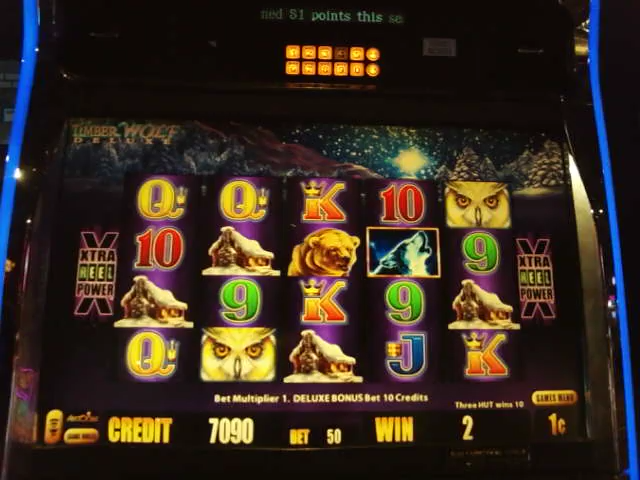 ned 81 points this se
TIMBER WOLF
DELUXE
Q Q K 10
10 9
9 K 9
Q J K
XTRA
REEL
POWER
XTRA
REEL
POWER
Bet Multiplier 1. DELUXE BONUS Bet 10 Credits
Three HUT wins 10
GAMES MENU
CREDIT 7090 BET 50 WIN 2 1¢